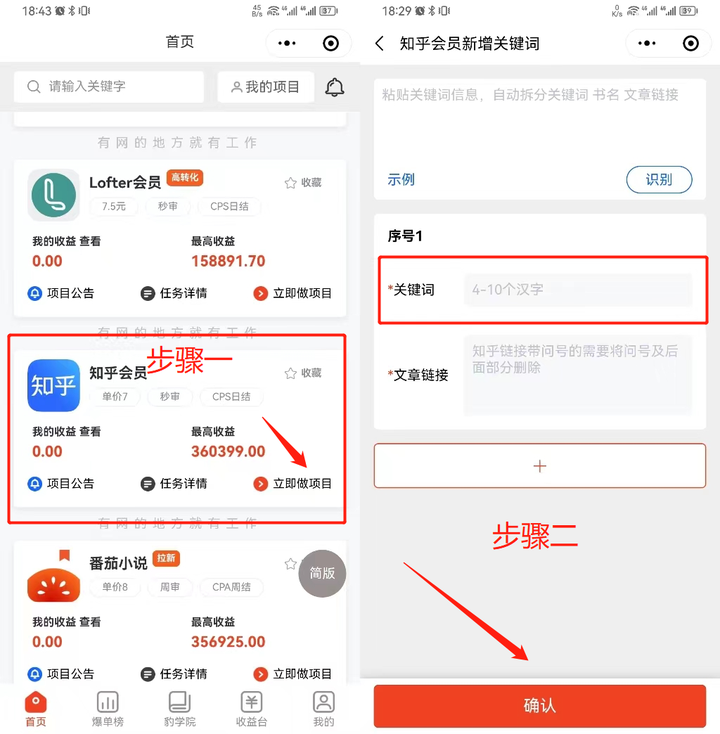 18:43
45 B/s
87
首页
请输入关键字
我的项目
有网的地方就有工作
Lofter会员
高转化
收藏
7.5元
秒审
CPS日结
我的收益 查看
最高收益
0.00
158891.70
项目公告
任务详情
立即做项目
有网的地方就有工作
步骤一
知乎
知乎会员
收藏
单价7
秒审
CPS日结
我的收益 查看
最高收益
0.00
360399.00
项目公告
任务详情
立即做项目
有网的地方就有工作
番茄小说
拉新
单价8
周审
CPA周结
简版
我的收益 查看
最高收益
0.00
356925.00
项目公告
任务详情
立即做项目
首页
爆单榜
豹学院
收益台
我的
18:29
0 K/s
89
知乎会员新增关键词
粘贴关键词信息，自动拆分关键词 书名 文章链接
示例
识别
序号1
*关键词
4-10个汉字
*文章链接
知乎链接带问号的需要将问号及后
面部分删除
+
步骤二
确认